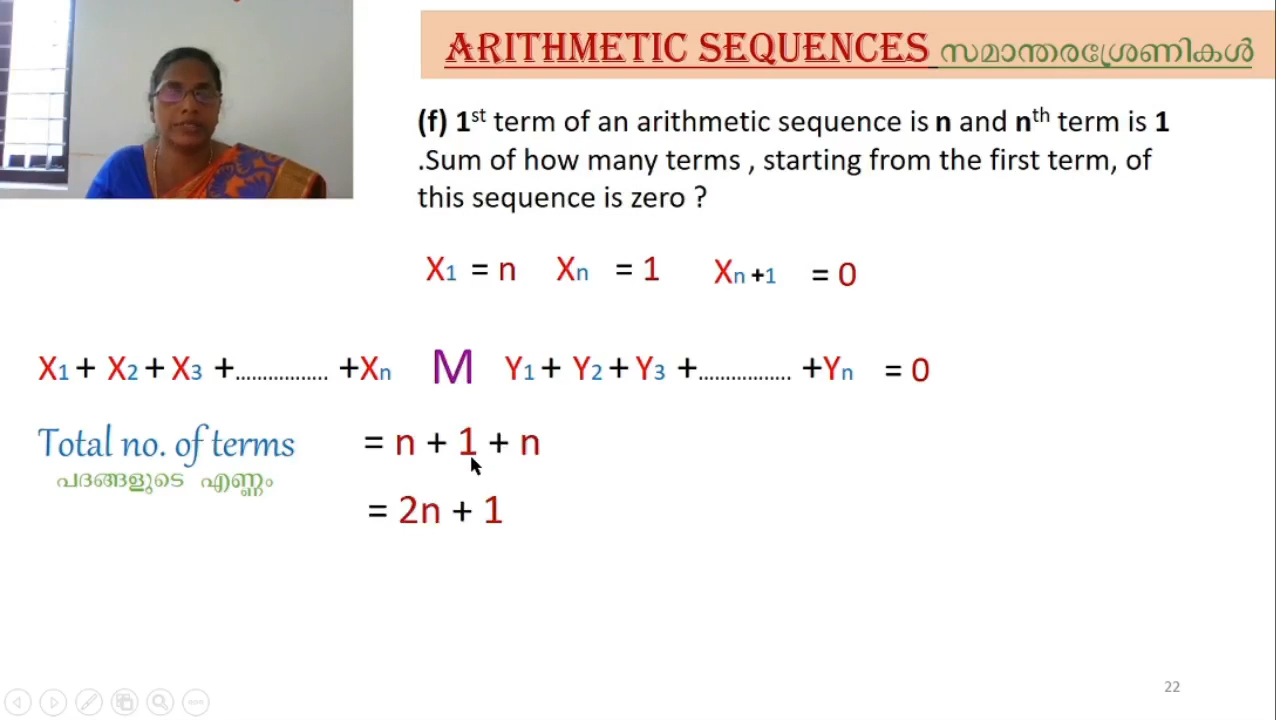 ARITHMETIC SEQUENCES സമാന്തരശ്രേണികൾ
(f) 1st term of an arithmetic sequence is n and nth term is 1
.Sum of how many terms , starting from the first term, of
this sequence is zero ?
X1 = n Xn = 1 Xn +1 = 0
X1 + X2 + X3 +................. +Xn M Y1 + Y2 + Y3 +................. +Yn = 0
Total no. of terms = n + 1 + n
പദങ്ങളുടെ എണ്ണം
= 2n + 1
22